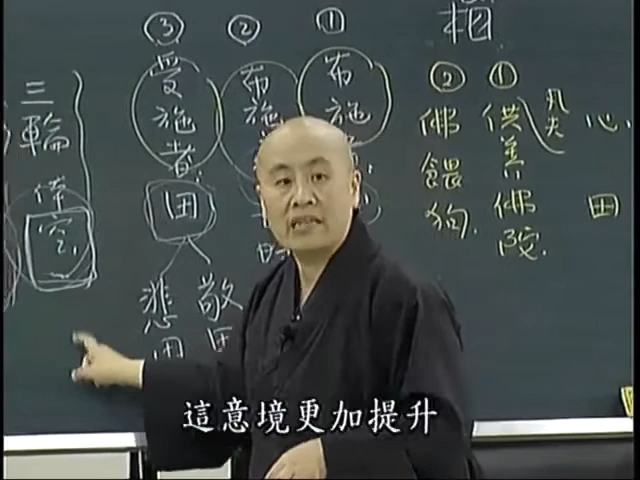 相
心
田
①
供養佛陀.
凡夫
②
佛餵狗.
①
布施
②
布施
時
③
受施者.
田
敬田
悲田
三輪
體空
這意境更加提升